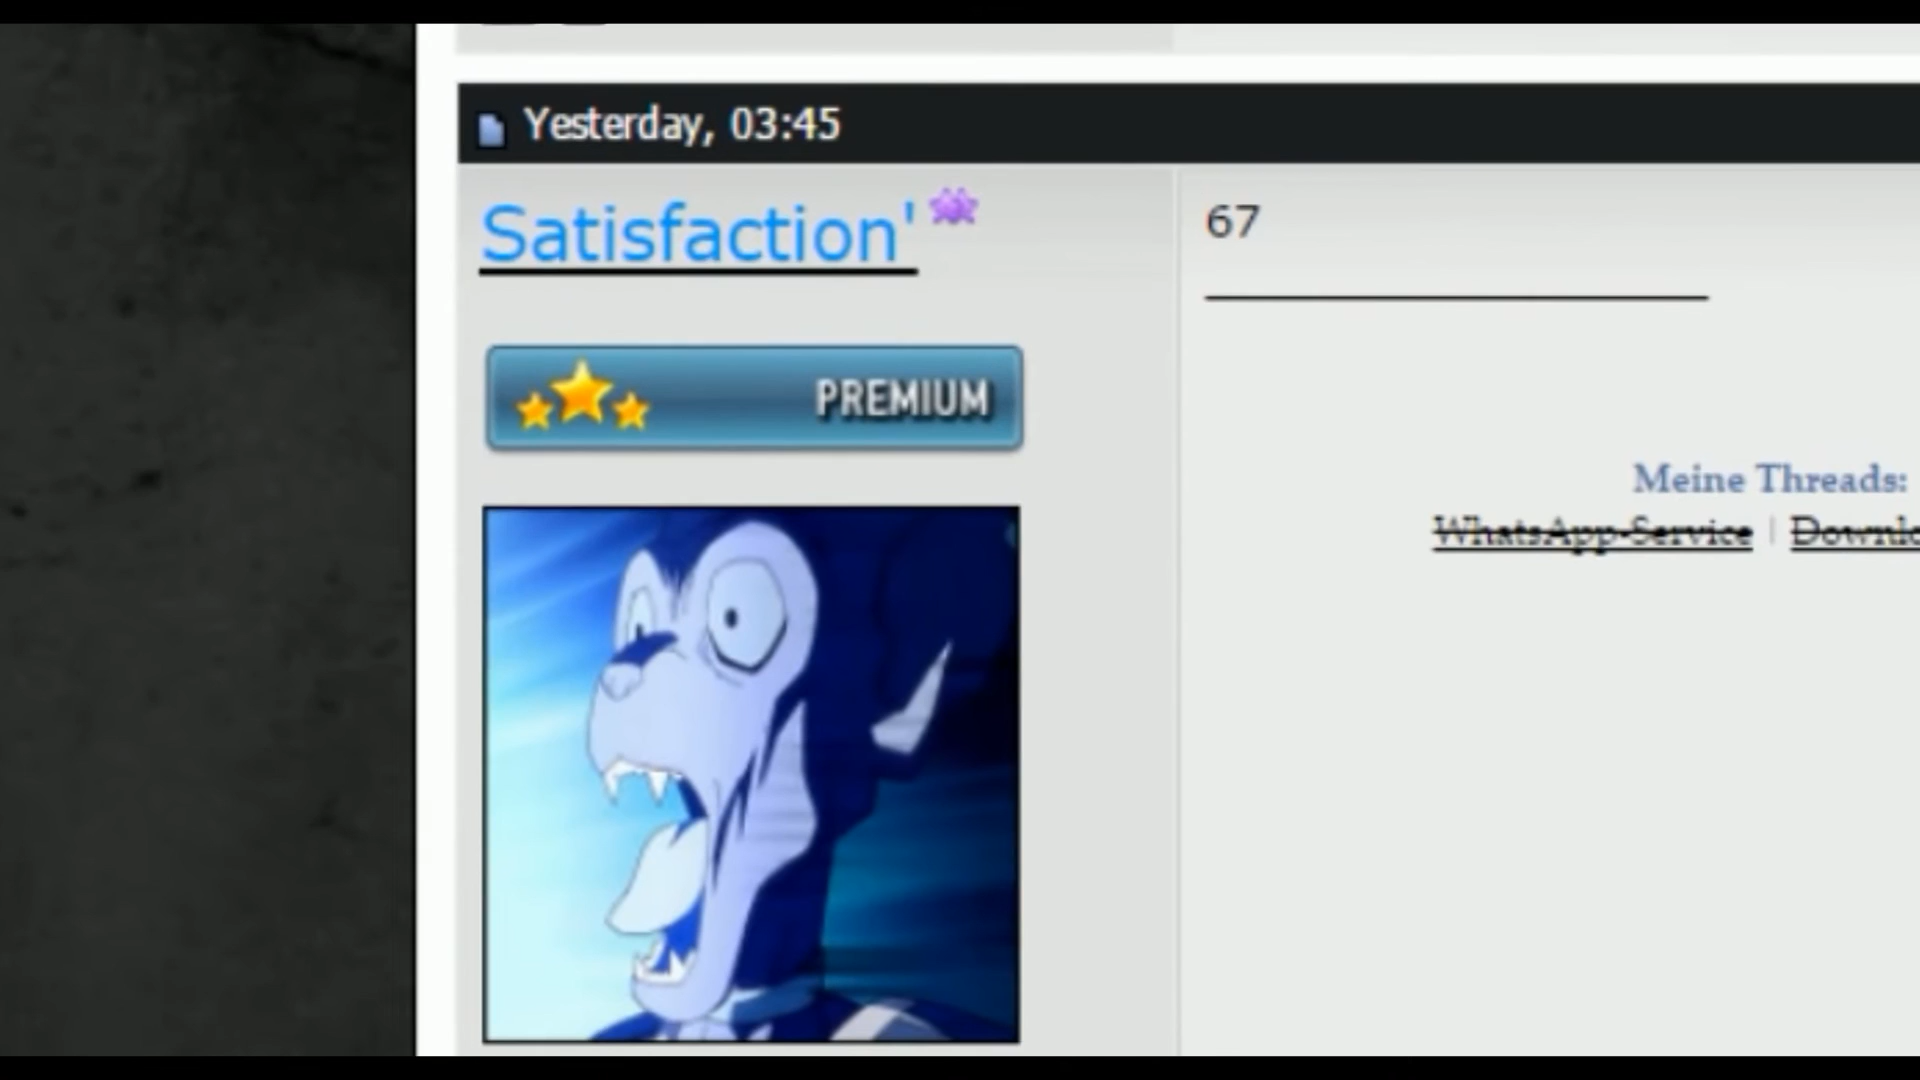 Yesterday, 03:45
Satisfaction'
67
PREMIUM
Meine Threads:
WhatsApp-Service |